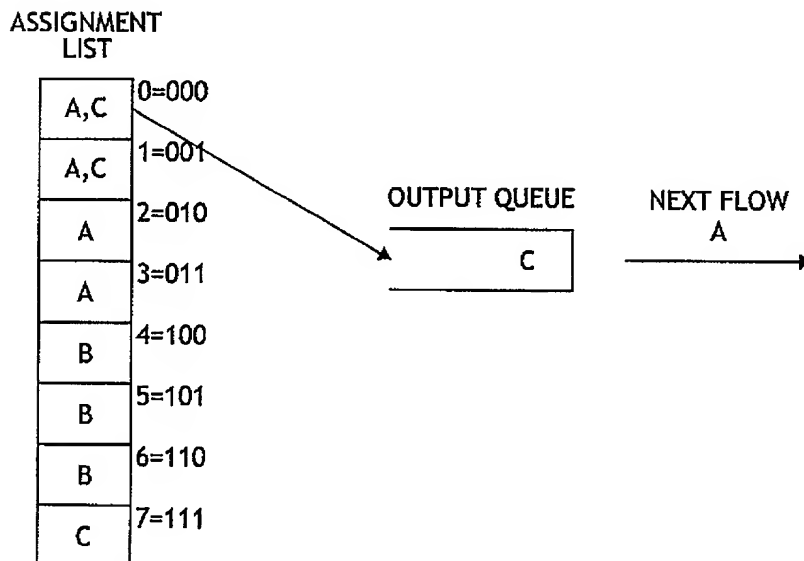 ASSIGNMENT
LIST
A,C
0=000
A,C
1=001
A
2=010
A
3=011
B
4=100
B
5=101
B
6=110
C
7=111
OUTPUT QUEUE
C
NEXT FLOW
A